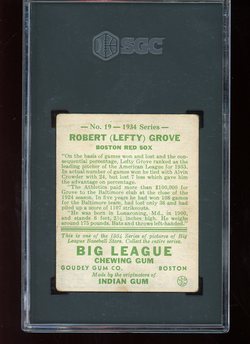 SGC
No. 19 — 1934 Series
ROBERT (LEFTY) GROVE
BOSTON RED SOX
"On the basis of games won and lost and the con-
sequential percentage, Lefty Grove ranked as the
leading pitcher of the American League for 1933.
In actual number of games won he tied with Alvin
Crowder with 24, but lost 7 less which gave him
the advantage on percentage.
"The Athletics paid more than $100,000 for
Grove to the Baltimore club at the close of the
1924 season. In five years he had won 108 games
for the Baltimore team, had only lost 36 and had
piled up a score of 1107 strikeouts.
"He was born in Lonaconing, Md., in 1900,
and stands 6 feet, 2½ inches high. He weighs
around 175 pounds. Bats and throws left-handed."
This is one of the 1934 Series of pictures of Big
League Baseball Stars. Collect the entire series.
BIG LEAGUE
CHEWING GUM
GOUDEY GUM CO. BOSTON
Made by the originators of
INDIAN GUM